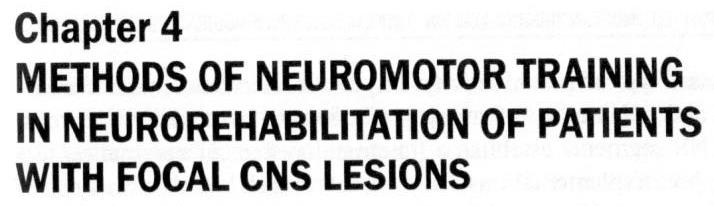 Chapter 4
METHODS OF NEUROMOTOR TRAINING
IN NEUROREHABILITATION OF PATIENTS
WITH FOCAL CNS LESIONS